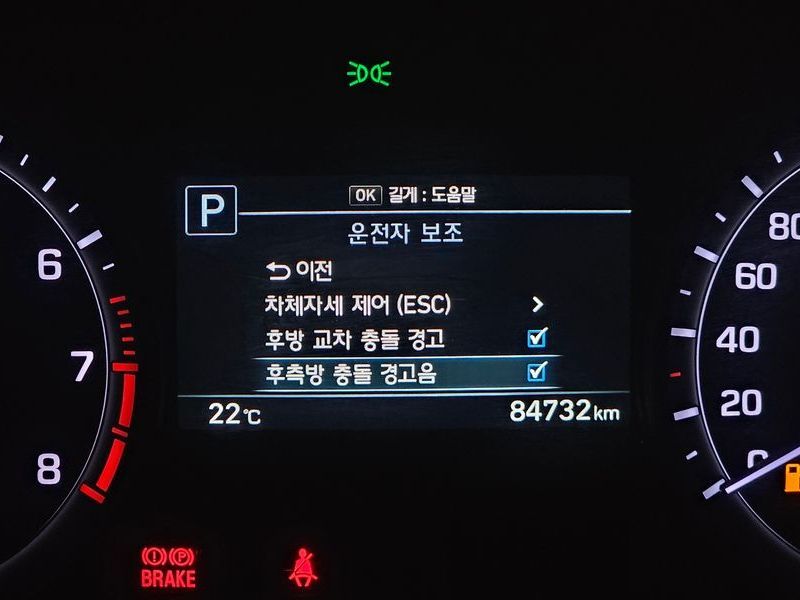 P
OK 길게 : 도움말
운전자 보조
이전
차체자세 제어 (ESC)
후방 교차 충돌 경고
후측방 충돌 경고음
22°C
84732km
6
7
8
80
60
40
20
0
(P)
BRAKE